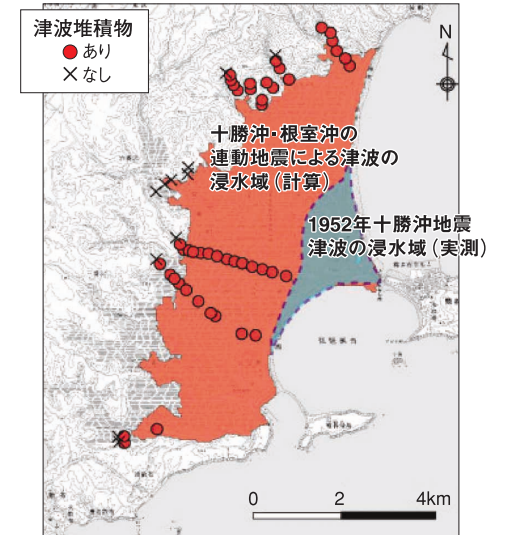 津波堆積物
あり
なし
N
十勝沖・根室沖の
連動地震による津波の
浸水域(計算)
1952年十勝沖地震
津波の浸水域(実測)
0 2 4km